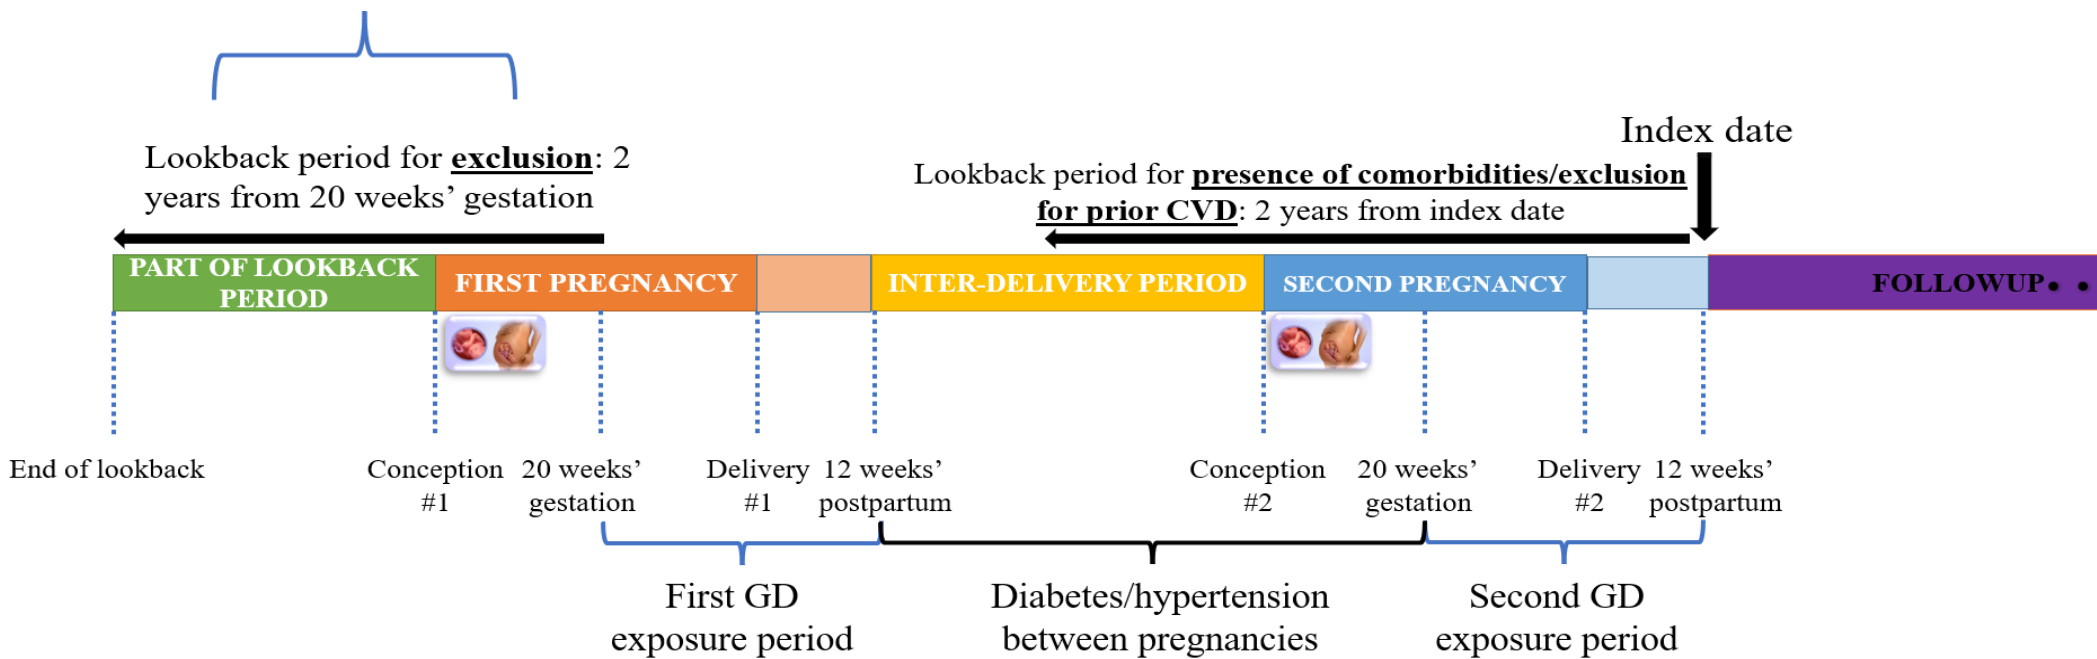 Lookback period for exclusion: 2
years from 20 weeks' gestation
Index date
Lookback period for presence of comorbidities/exclusion
for prior CVD: 2 years from index date
PART OF LOOKBACK
PERIOD
FIRST PREGNANCY
INTER-DELIVERY PERIOD
SECOND PREGNANCY
FOLLOWUP• •
End of lookback
Conception
#1
20 weeks'
gestation
Delivery
#1
12 weeks'
postpartum
Conception
#2
20 weeks'
gestation
Delivery
#2
12 weeks'
postpartum
First GD
exposure period
Diabetes/hypertension
between pregnancies
Second GD
exposure period